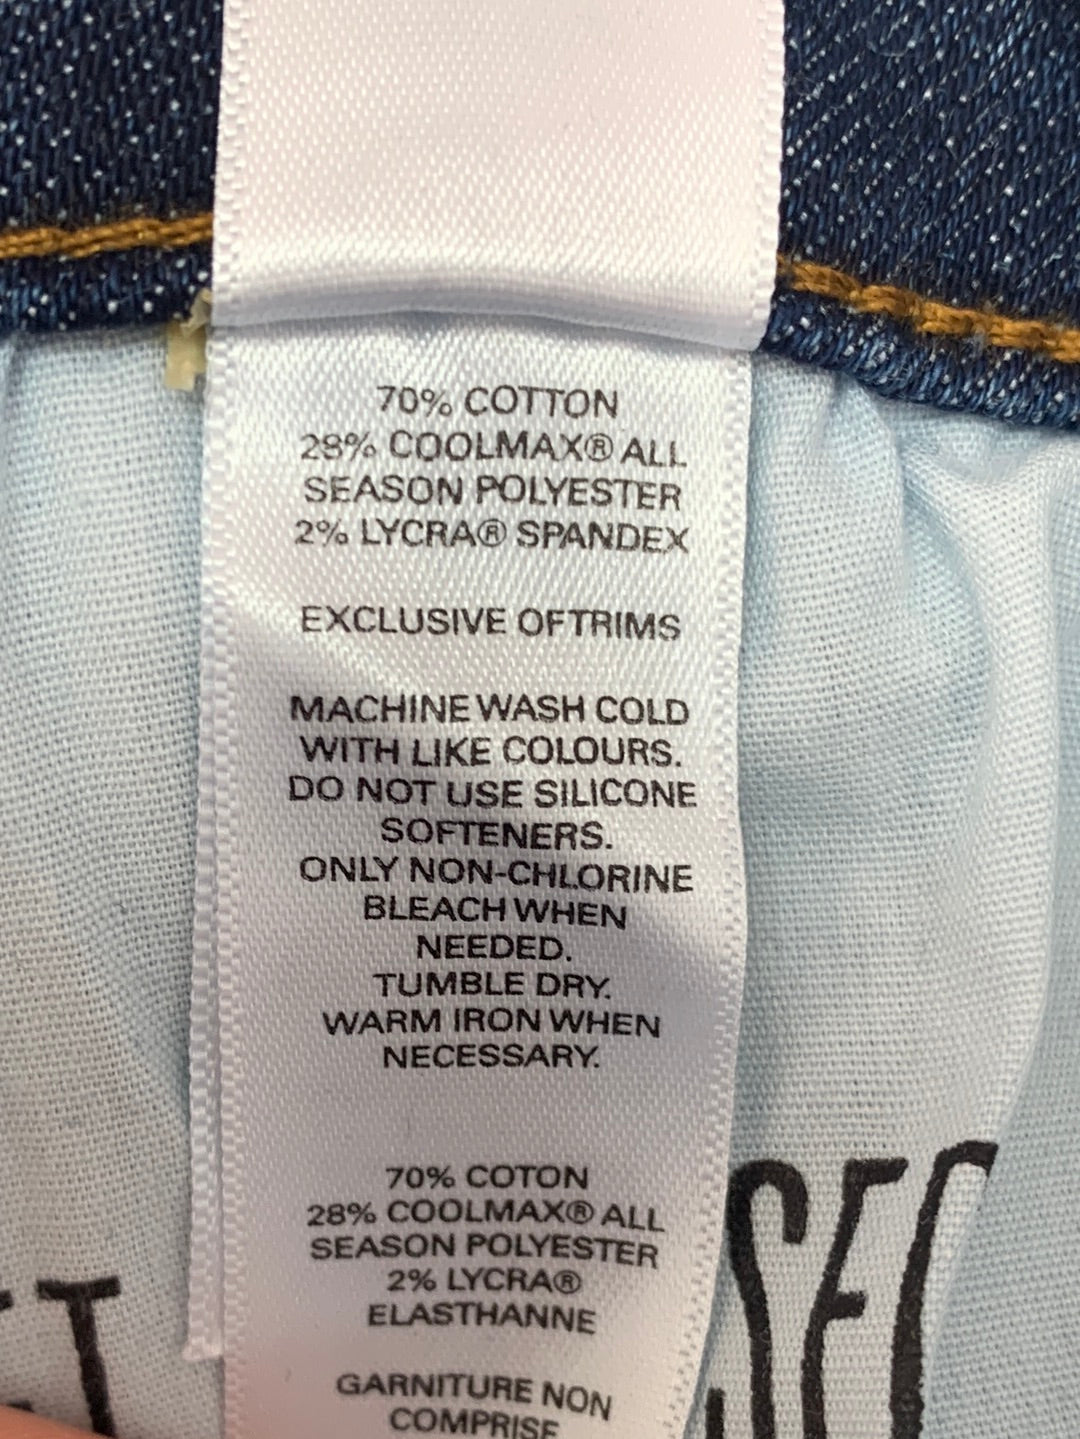 70% COTTON
28% COOLMAX® ALL
SEASON POLYESTER
2% LYCRA® SPANDEX
EXCLUSIVE OF TRIMS
MACHINE WASH COLD
WITH LIKE COLOURS.
DO NOT USE SILICONE
SOFTENERS.
ONLY NON-CHLORINE
BLEACH WHEN
NEEDED.
TUMBLE DRY.
WARM IRON WHEN
NECESSARY.
70% COTON
28% COOLMAX® ALL
SEASON POLYESTER
2% LYCRA®
ELASTHANNE
GARNITURE NON
COMPRISE